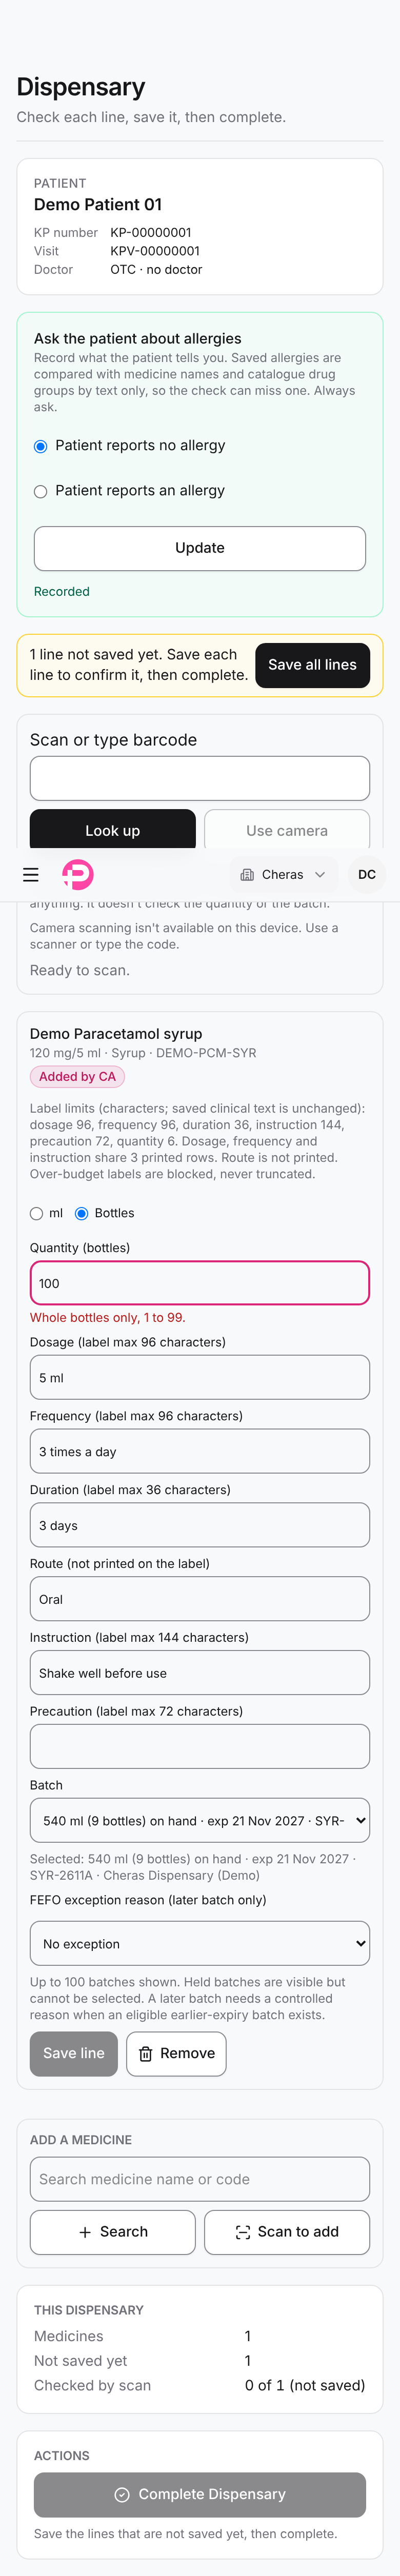 Dispensary
Check each line, save it, then complete.
PATIENT
Demo Patient 01
KP number KP-00000001
Visit KPV-00000001
Doctor OTC · no doctor
Ask the patient about allergies
Record what the patient tells you. Saved allergies are
compared with medicine names and catalogue drug
groups by text only, so the check can miss one. Always
ask.
Patient reports no allergy
Patient reports an allergy
Update
Recorded
1 line not saved yet. Save each
line to confirm it, then complete.
Save all lines
Scan or type barcode
Look up
Use camera
Cheras
DC
anything. It doesn't check the quantity or the batch.
Camera scanning isn't available on this device. Use a
scanner or type the code.
Ready to scan.
Demo Paracetamol syrup
120 mg/5 ml · Syrup · DEMO-PCM-SYR
Added by CA
Label limits (characters; saved clinical text is unchanged):
dosage 96, frequency 96, duration 36, instruction 144,
precaution 72, quantity 6. Dosage, frequency and
instruction share 3 printed rows. Route is not printed.
Over-budget labels are blocked, never truncated.
ml Bottles
Quantity (bottles)
100
Whole bottles only, 1 to 99.
Dosage (label max 96 characters)
5 ml
Frequency (label max 96 characters)
3 times a day
Duration (label max 36 characters)
3 days
Route (not printed on the label)
Oral
Instruction (label max 144 characters)
Shake well before use
Precaution (label max 72 characters)
Batch
540 ml (9 bottles) on hand · exp 21 Nov 2027 · SYR-
Selected: 540 ml (9 bottles) on hand · exp 21 Nov 2027 ·
SYR-2611A · Cheras Dispensary (Demo)
FEFO exception reason (later batch only)
No exception
Up to 100 batches shown. Held batches are visible but
cannot be selected. A later batch needs a controlled
reason when an eligible earlier-expiry batch exists.
Save line
Remove
ADD A MEDICINE
Search medicine name or code
Search
Scan to add
THIS DISPENSARY
Medicines 1
Not saved yet 1
Checked by scan 0 of 1 (not saved)
ACTIONS
Complete Dispensary
Save the lines that are not saved yet, then complete.